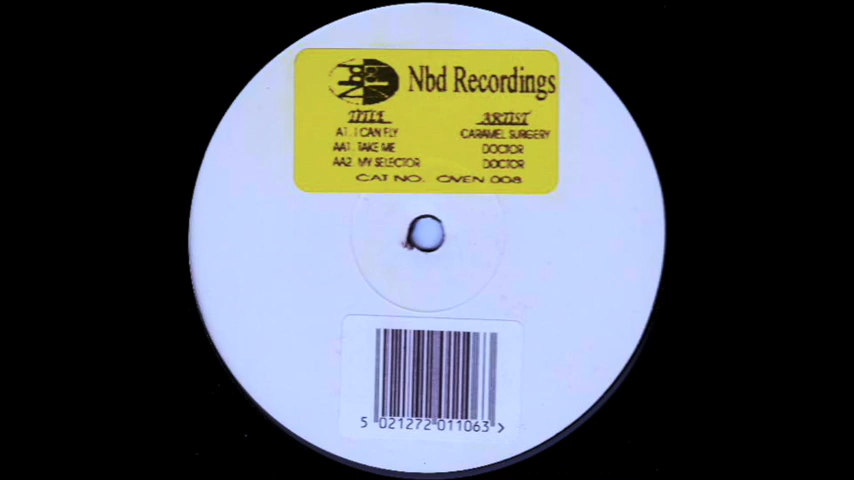 Nbd Recordings
TITLE ARTIST
A1. I CAN FLY CARAMEL SURGERY
AA1. TAKE ME DOCTOR
AA2. MY SELECTOR DOCTOR
CAT NO. OVEN 008
5 021272 011063 >